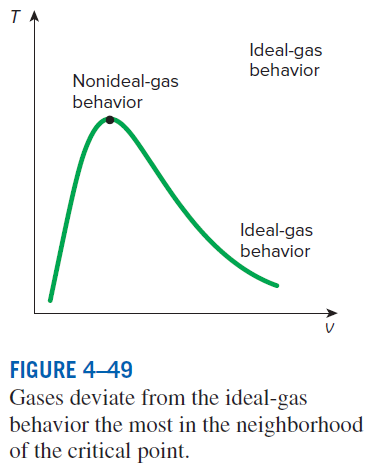 T
Ideal-gas
behavior
Nonideal-gas
behavior
Ideal-gas
behavior
v
FIGURE 4–49
Gases deviate from the ideal-gas
behavior the most in the neighborhood
of the critical point.